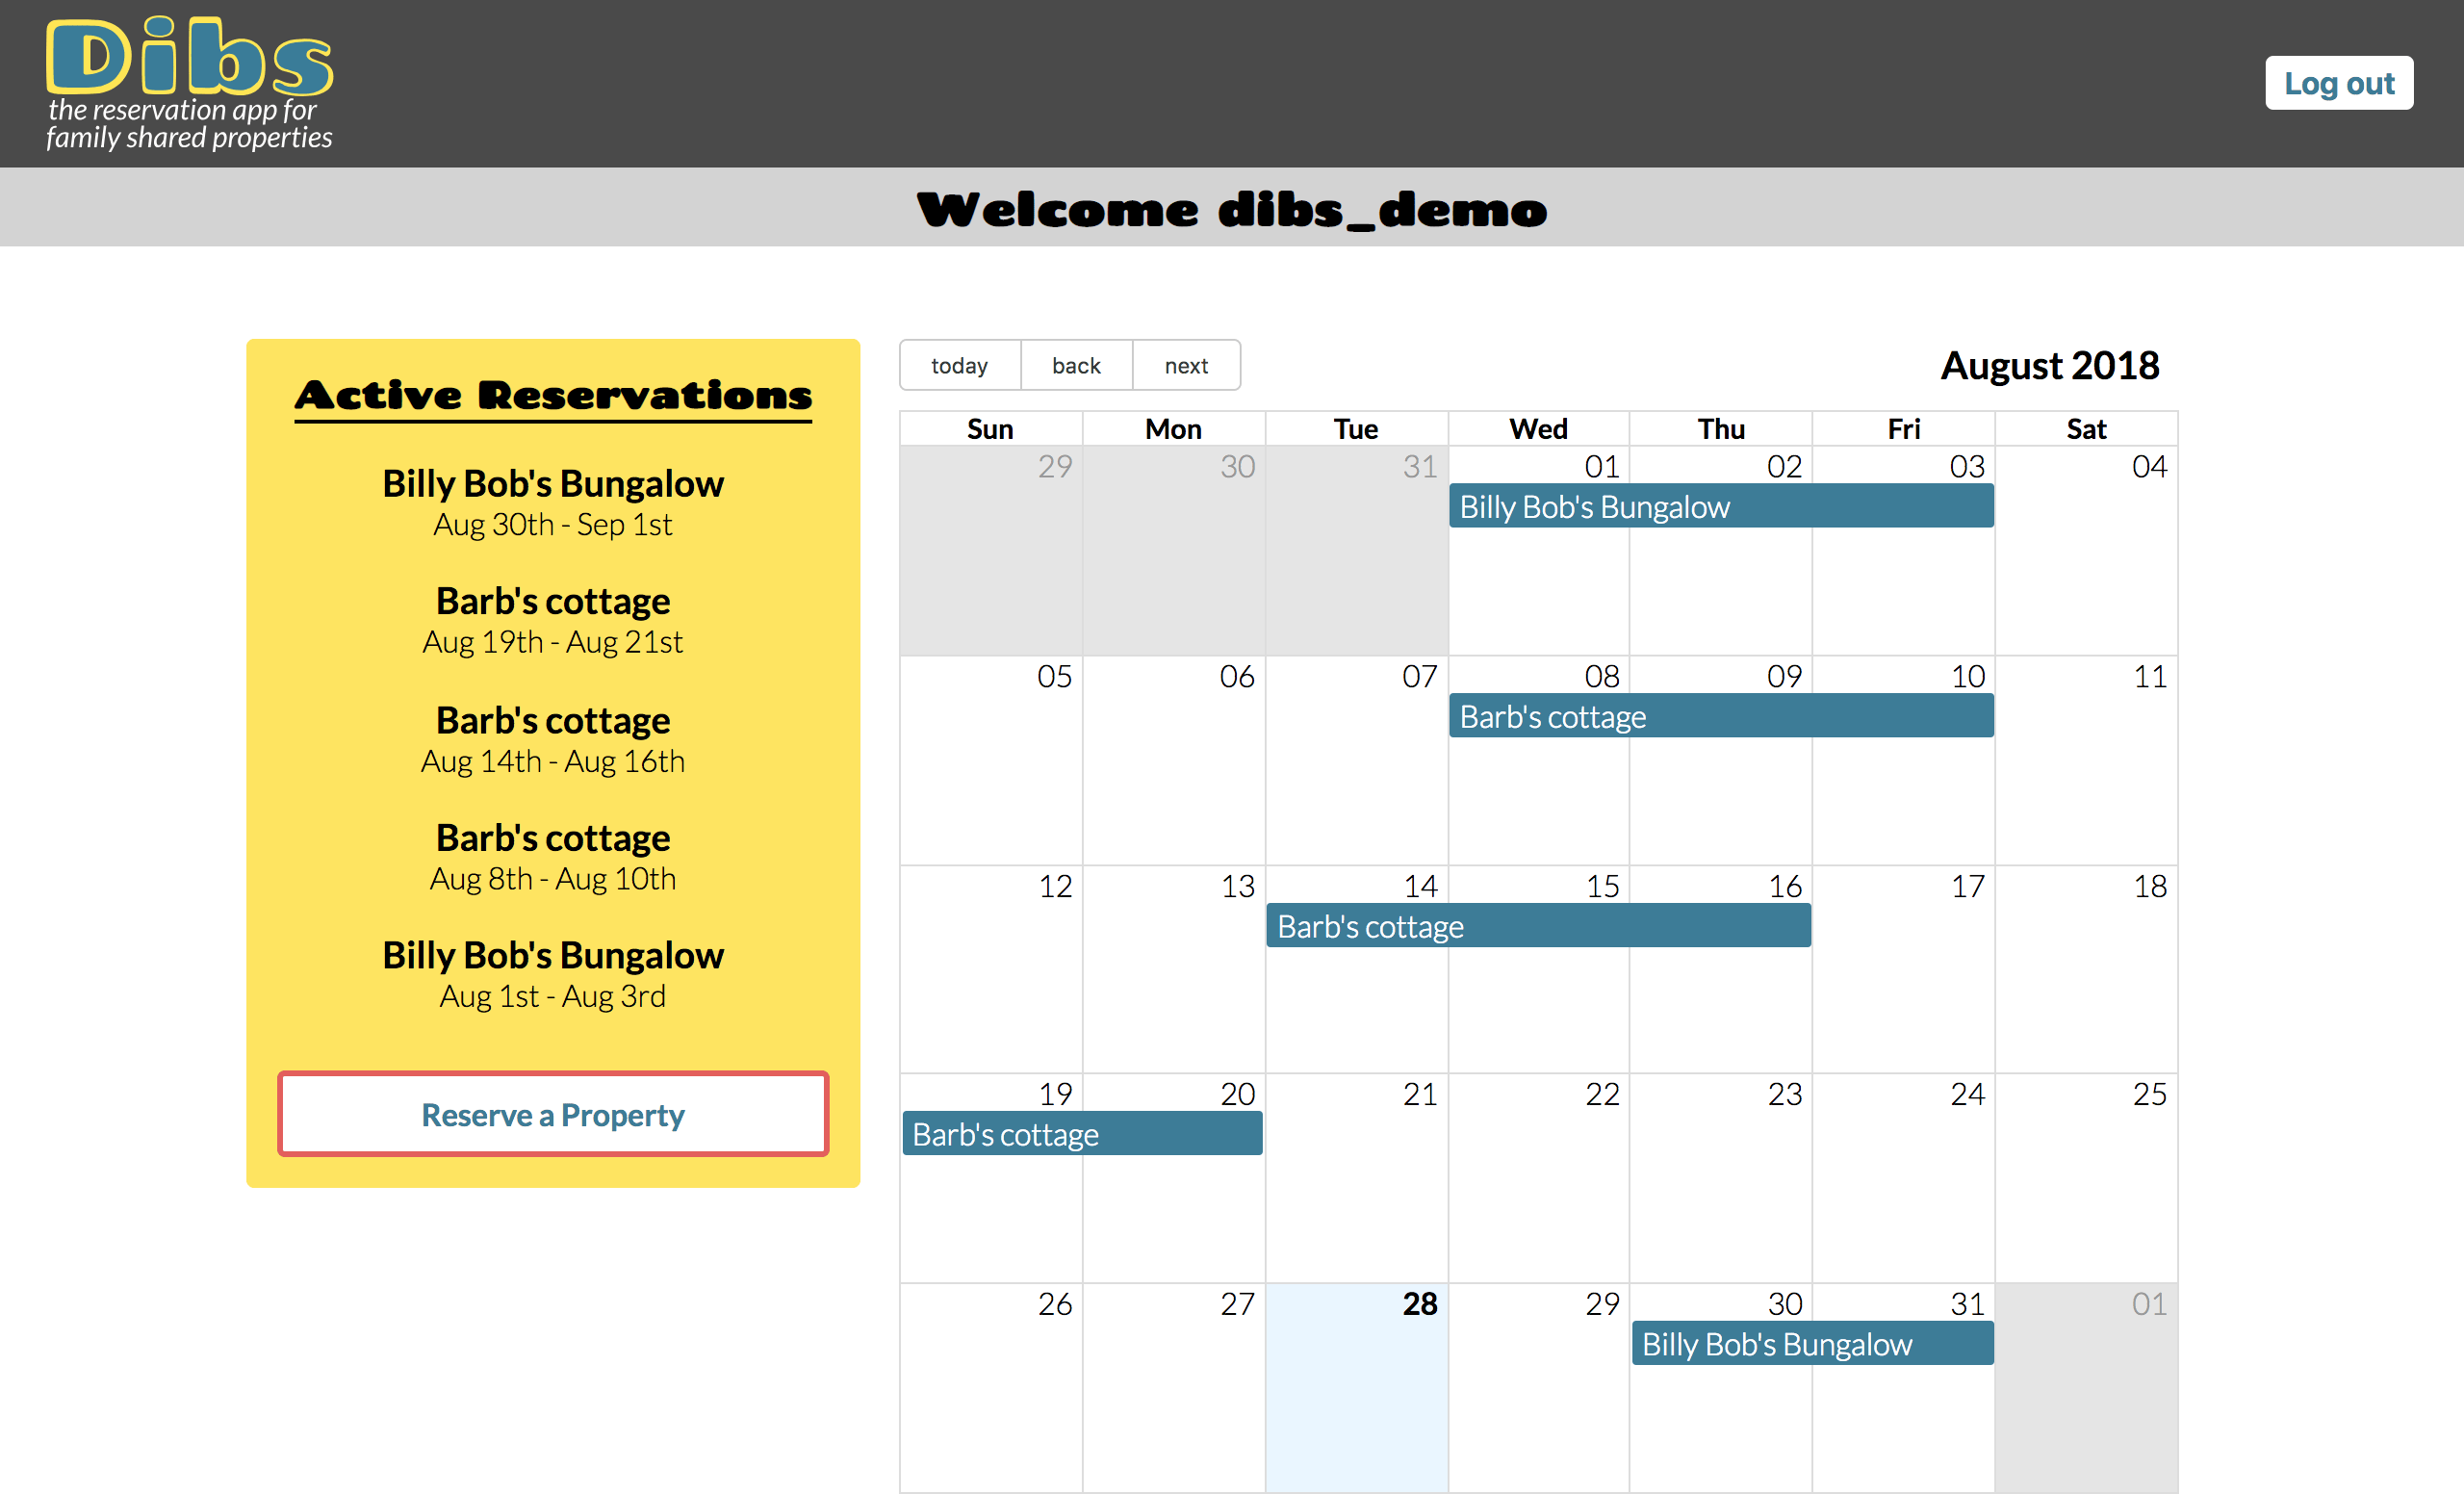 Dibs
the reservation app for
family shared properties
Log out
Welcome dibs_demo
Active Reservations
Billy Bob's Bungalow
Aug 30th - Sep 1st
Barb's cottage
Aug 19th - Aug 21st
Barb's cottage
Aug 14th - Aug 16th
Barb's cottage
Aug 8th - Aug 10th
Billy Bob's Bungalow
Aug 1st - Aug 3rd
Reserve a Property
today back next
August 2018
Sun Mon Tue Wed Thu Fri Sat
29 30 31 01 02 03 04
Billy Bob's Bungalow
05 06 07 08 09 10 11
Barb's cottage
12 13 14 15 16 17 18
Barb's cottage
19 20 21 22 23 24 25
Barb's cottage
26 27 28 29 30 31 01
Billy Bob's Bungalow